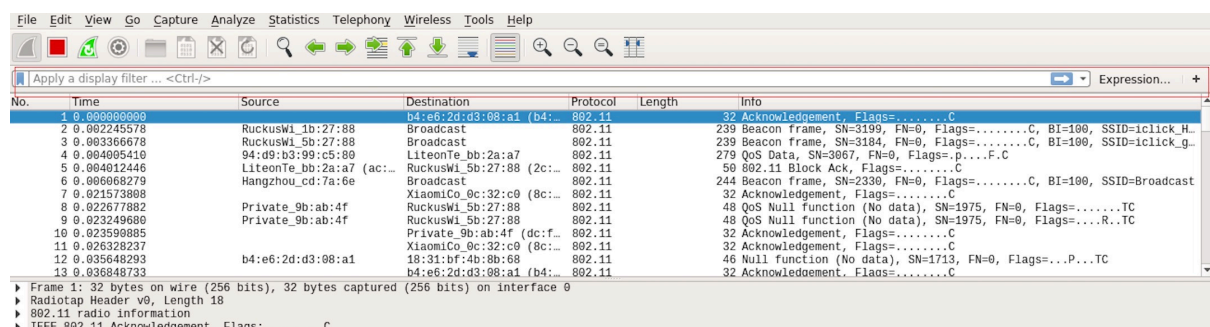 File Edit View Go Capture Analyze Statistics Telephony Wireless Tools Help
Apply a display filter ... <Ctrl-/> Expression... +
No. Time Source Destination Protocol Length Info
1 0.000000000 b4:e6:2d:d3:08:a1 (b4:… 802.11 32 Acknowledgement, Flags=........C
2 0.002245578 RuckusWi_1b:27:88 Broadcast 802.11 239 Beacon frame, SN=3199, FN=0, Flags=........C, BI=100, SSID=iclick_H…
3 0.003366678 RuckusWi_5b:27:88 Broadcast 802.11 239 Beacon frame, SN=3184, FN=0, Flags=........C, BI=100, SSID=iclick_g…
4 0.004005410 94:d9:b3:99:c5:80 LiteonTe_bb:2a:a7 802.11 279 QoS Data, SN=3067, FN=0, Flags=.p....F.C
5 0.004012446 LiteonTe_bb:2a:a7 (ac:… RuckusWi_5b:27:88 (2c:… 802.11 50 802.11 Block Ack, Flags=........C
6 0.006068279 Hangzhou_cd:7a:6e Broadcast 802.11 244 Beacon frame, SN=2330, FN=0, Flags=........C, BI=100, SSID=Broadcast
7 0.021573808 XiaomiCo_0c:32:c0 (8c:… 802.11 32 Acknowledgement, Flags=........C
8 0.022677882 Private_9b:ab:4f RuckusWi_5b:27:88 802.11 48 QoS Null function (No data), SN=1975, FN=0, Flags=.......TC
9 0.023249680 Private_9b:ab:4f RuckusWi_5b:27:88 802.11 48 QoS Null function (No data), SN=1975, FN=0, Flags=....R..TC
10 0.023590885 Private_9b:ab:4f (dc:f… 802.11 32 Acknowledgement, Flags=........C
11 0.026328237 XiaomiCo_0c:32:c0 (8c:… 802.11 32 Acknowledgement, Flags=........C
12 0.035648293 b4:e6:2d:d3:08:a1 18:31:bf:4b:8b:68 802.11 46 Null function (No data), SN=1713, FN=0, Flags=...P...TC
13 0.036848733 b4:e6:2d:d3:08:a1 (b4:… 802.11 32 Acknowledgement, Flags=........C
Frame 1: 32 bytes on wire (256 bits), 32 bytes captured (256 bits) on interface 0
Radiotap Header v0, Length 18
802.11 radio information
IEEE 802.11 Acknowledgement, Flags: ........C